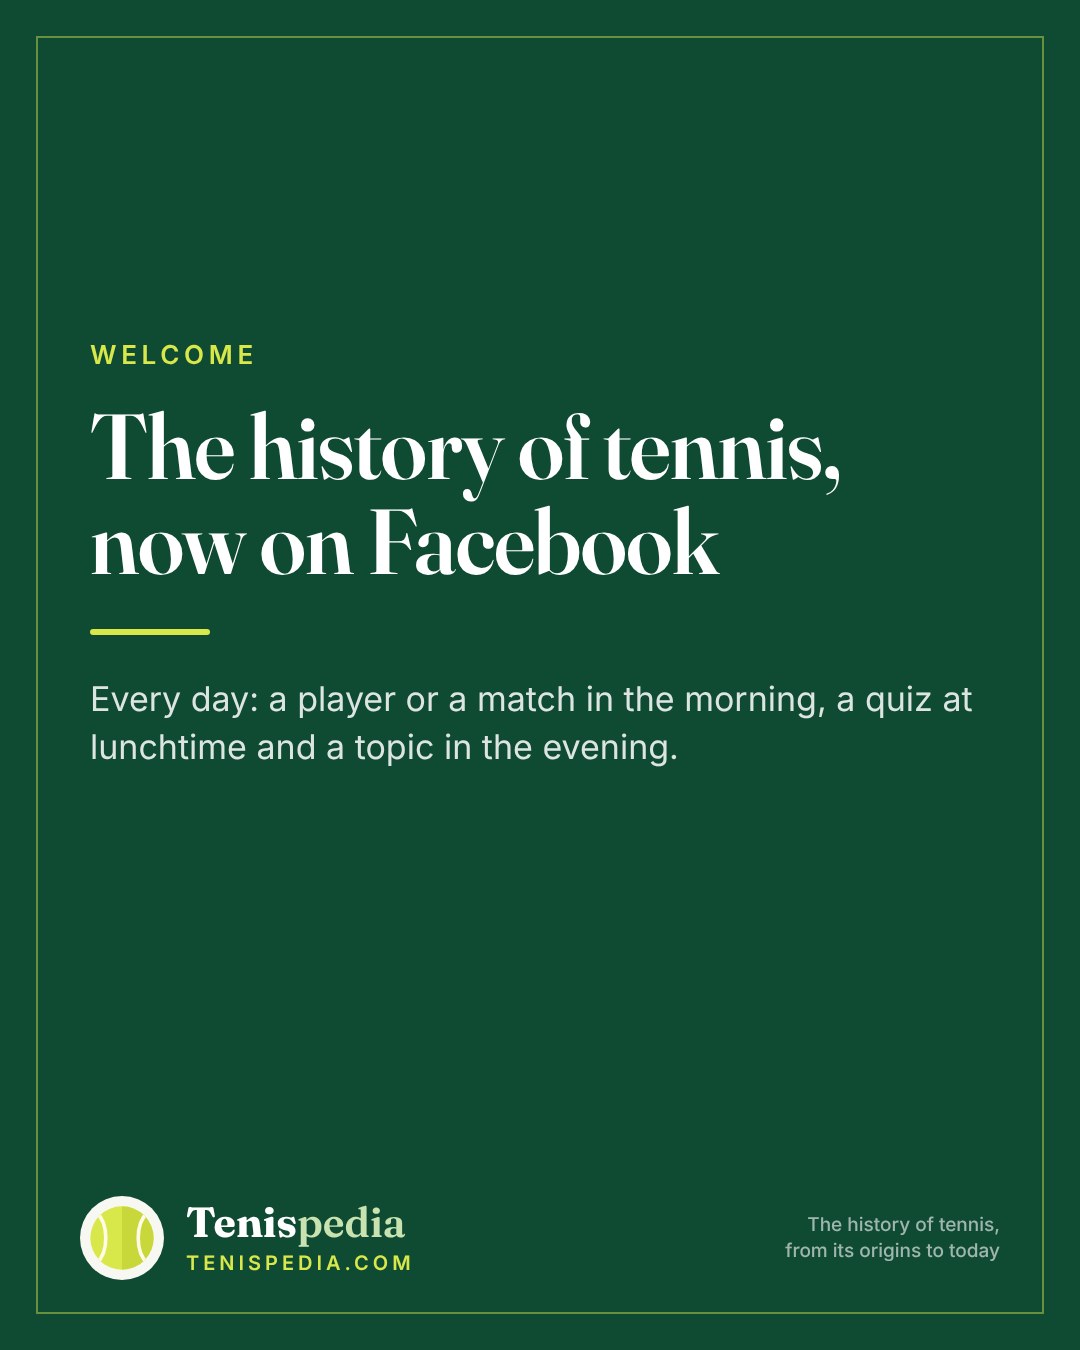 WELCOME
The history of tennis,
now on Facebook
Every day: a player or a match in the morning, a quiz at
lunchtime and a topic in the evening.
Tenispedia
TENISPEDIA.COM
The history of tennis,
from its origins to today